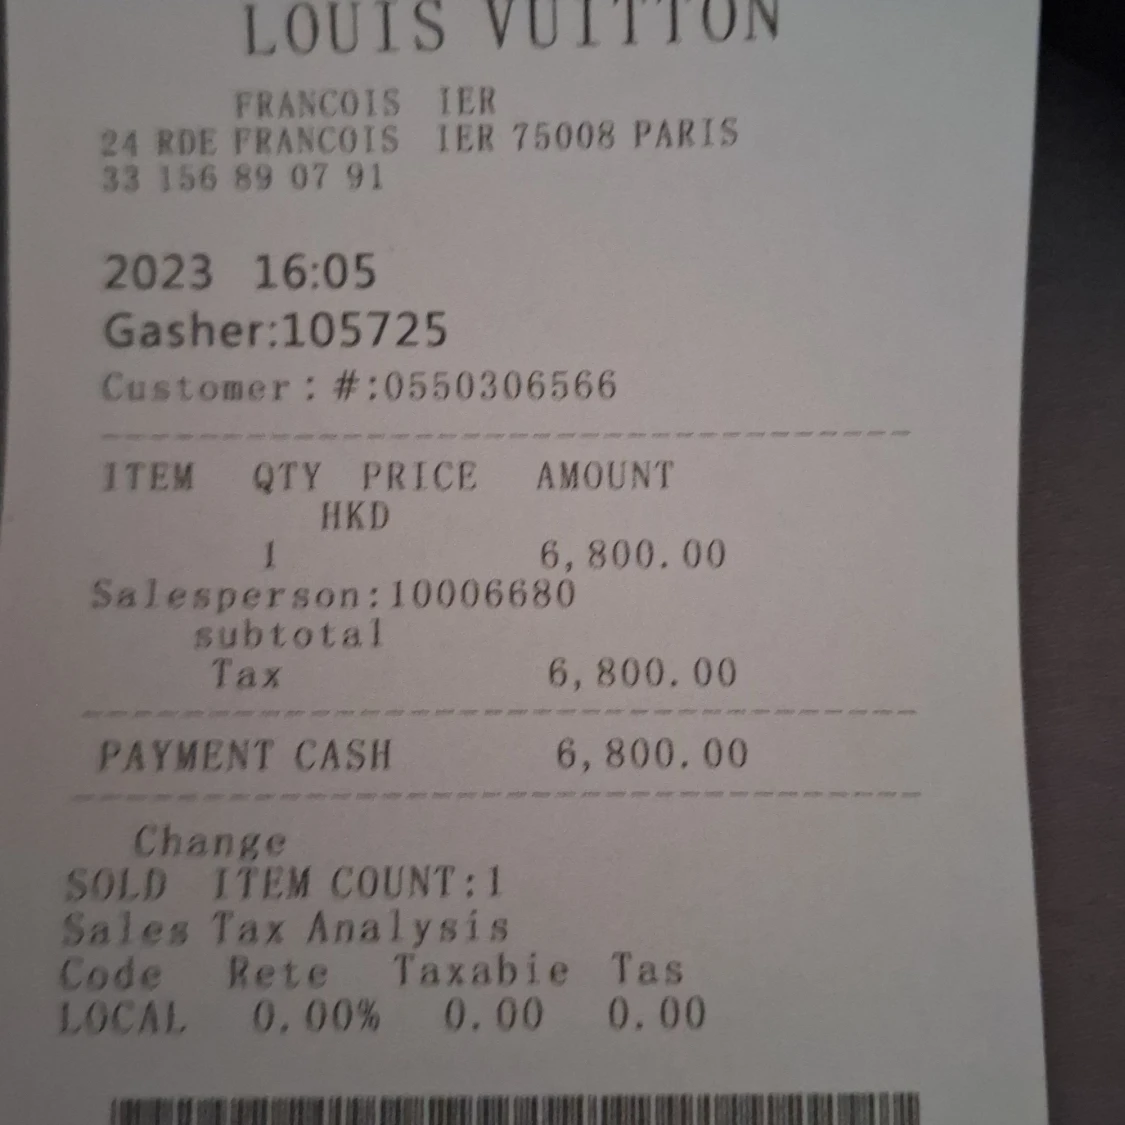 LOUIS VUITTON
FRANCOIS IER
24 RDE FRANCOIS IER 75008 PARIS
33 156 89 07 91
2023 16:05
Gasher:105725
Customer: #:0550306566
ITEM QTY PRICE AMOUNT
HKD
1 6,800.00
Salesperson:10006680
subtotal
Tax 6,800.00
PAYMENT CASH 6,800.00
Change
SOLD ITEM COUNT:1
Sales Tax Analysis
Code Rete Taxabie Tas
LOCAL 0.00% 0.00 0.00